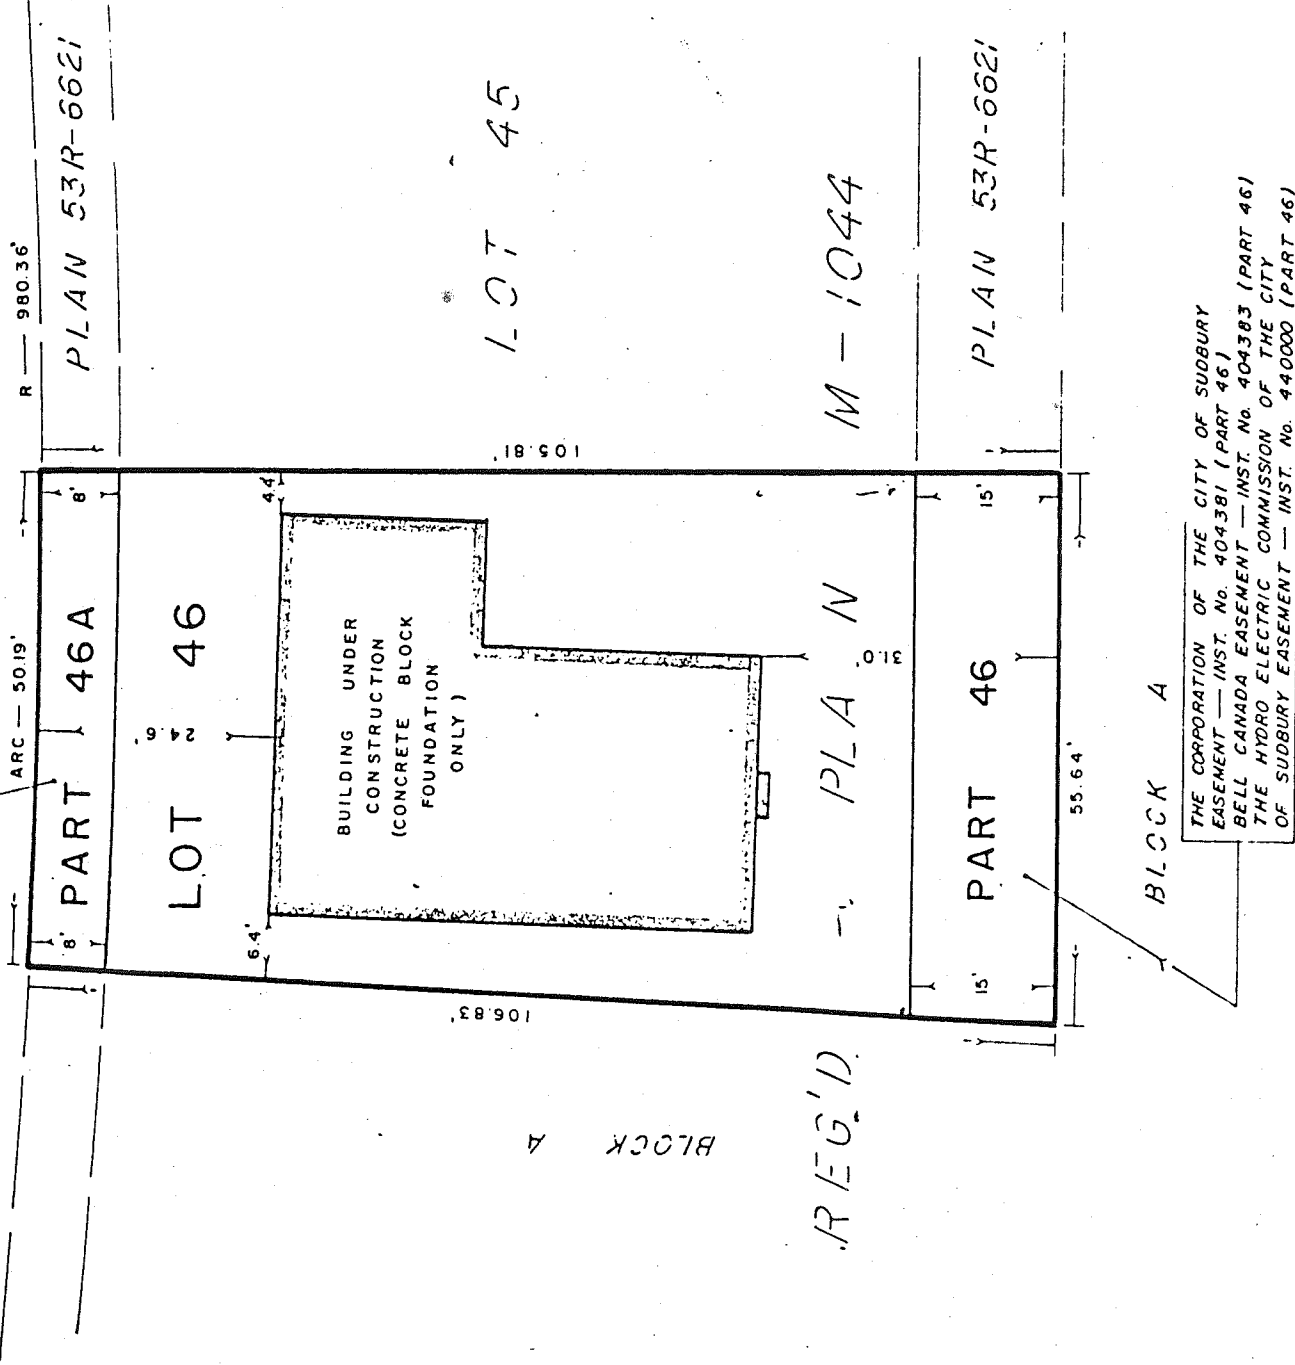 ARC — 50.19'
R — 980.36'
8'
PART 46A
8'
PLAN 53R-6621
LOT 46
24.6'
6.4'
4.4'
106.83'
105.81'
BUILDING UNDER
CONSTRUCTION
(CONCRETE BLOCK
FOUNDATION
ONLY)
LOT 45
BLOCK A
31.0'
REG'D. PLAN M-1044
15'
PART 46
15'
PLAN 53R-6621
55.64'
BLOCK A
THE CORPORATION OF THE CITY OF SUDBURY
EASEMENT — INST. No. 404381 (PART 46)
BELL CANADA EASEMENT — INST. No. 404383 (PART 46)
THE HYDRO ELECTRIC COMMISSION OF THE CITY
OF SUDBURY EASEMENT — INST. No. 440000 (PART 46)